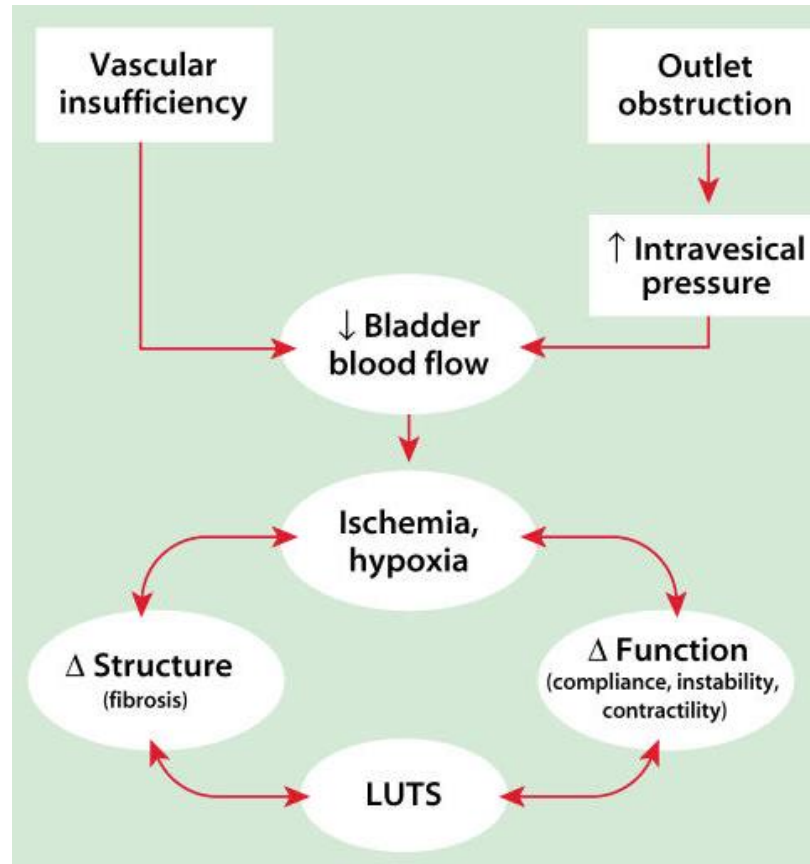 Vascular
insufficiency
Outlet
obstruction
↑ Intravesical
pressure
↓ Bladder
blood flow
Ischemia,
hypoxia
Δ Structure
(fibrosis)
Δ Function
(compliance, instability,
contractility)
LUTS